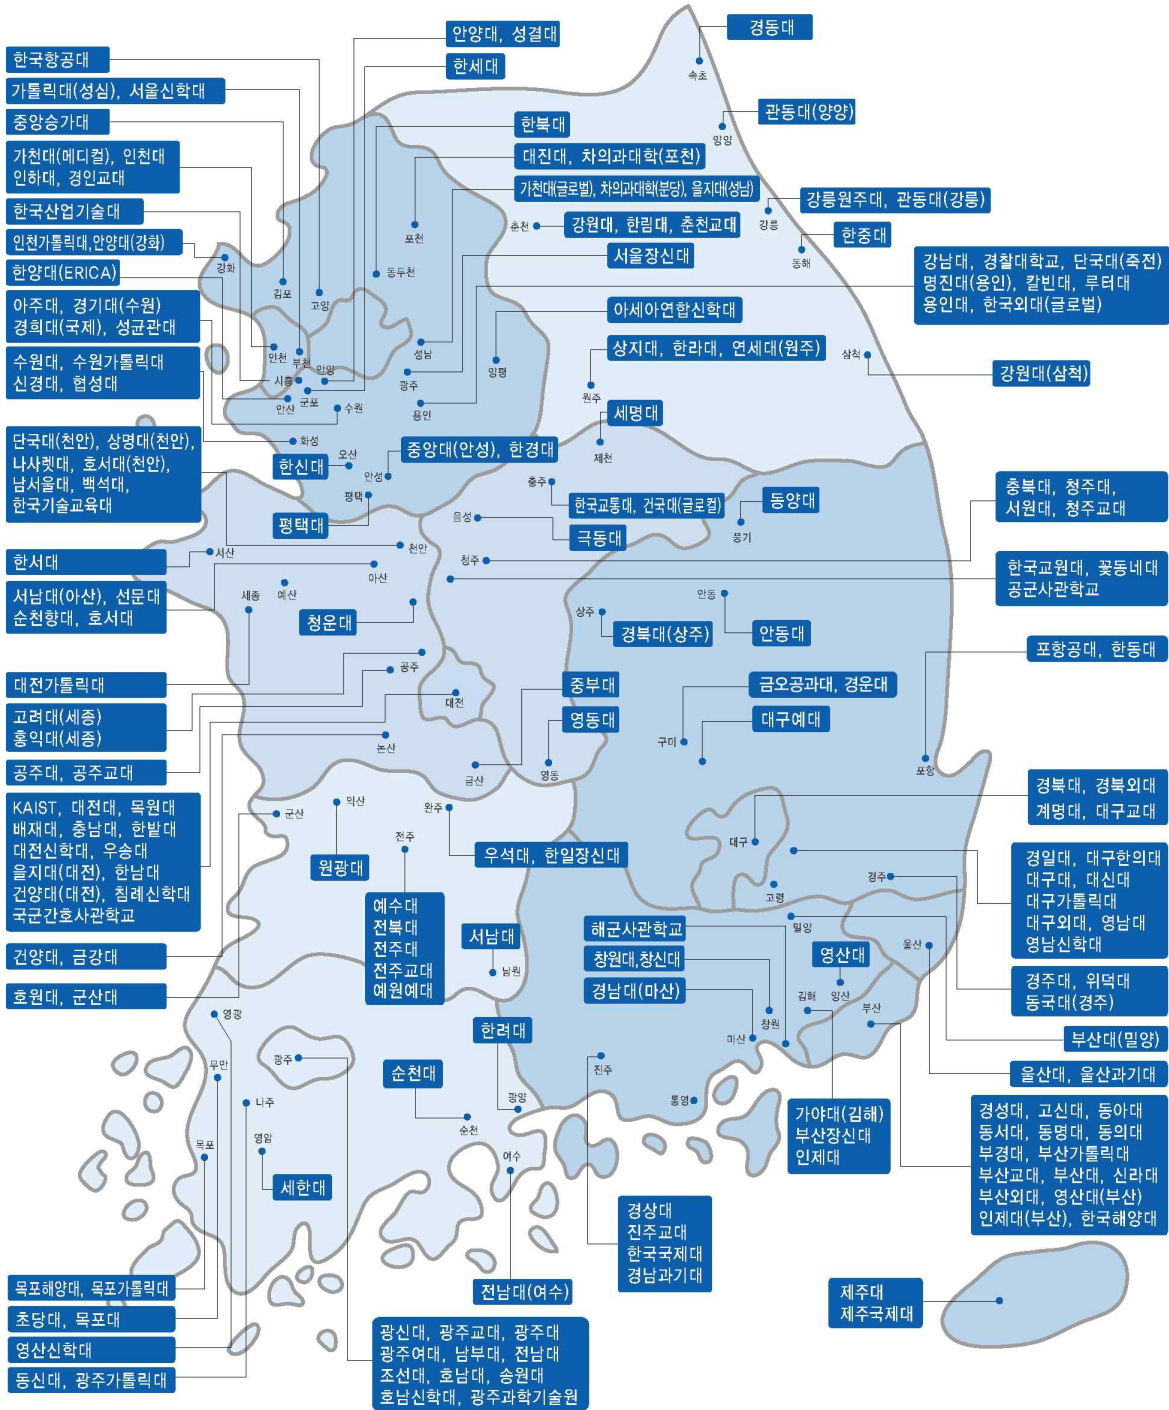 경동대
안양대, 성결대
한국항공대
한세대
속초
가톨릭대(성심), 서울신학대
관동대(양양)
중앙승가대
한북대
양양
가천대(메디컬), 인천대
인하대, 경인교대
대진대, 차의과대학(포천)
가천대(글로벌), 차의과대학(분당), 을지대(성남)
강릉원주대, 관동대(강릉)
한국산업기술대
춘천
강원대, 한림대, 춘천교대
강릉
한중대
포천
인천가톨릭대,안양대(강화)
동해
서울장신대
강화
한양대(ERICA)
동두천
김포
고양
강남대, 경찰대학교, 단국대(죽전)
명진대(용인), 칼빈대, 루터대
용인대, 한국외대(글로벌)
아주대, 경기대(수원)
경희대(국제), 성균관대
아세아연합신학대
상지대, 한라대, 연세대(원주)
인천
부천
성남
삼척
수원대, 수원가톨릭대
신경대, 협성대
양평
강원대(삼척)
시흥
안양
광주
원주
군포
안산
수원
용인
세명대
단국대(천안), 상명대(천안),
나사렛대, 호서대(천안),
남서울대, 백석대,
한국기술교육대
화성
제천
중앙대(안성), 한경대
한신대
오산
안성
충주
평택
동양대
충북대, 청주대,
서원대, 청주교대
한국교통대, 건국대(글로컬)
평택대
음성
극동대
풍기
한서대
서산
천안
청주
아산
한국교원대, 꽃동네대
공군사관학교
서남대(아산), 선문대
순천향대, 호서대
세종
예산
안동
상주
청운대
경북대(상주)
안동대
포항공대, 한동대
공주
대전가톨릭대
중부대
금오공과대, 경운대
대전
고려대(세종)
홍익대(세종)
영동대
대구예대
논산
구미
공주대, 공주교대
금산
영동
포항
경북대, 경북외대
계명대, 대구교대
KAIST, 대전대, 목원대
배재대, 충남대, 한밭대
대전신학대, 우송대
을지대(대전), 한남대
건양대(대전), 침례신학대
국군간호사관학교
군산
익산
완주
전주
대구
우석대, 한일장신대
원광대
경일대, 대구한의대
대구대, 대신대
대구가톨릭대
대구외대, 영남대
영남신학대
경주
고령
예수대
전북대
전주대
전주교대
예원예대
해군사관학교
밀양
서남대
울산
건양대, 금강대
창원대,창신대
영산대
남원
경주대, 위덕대
동국대(경주)
호원대, 군산대
경남대(마산)
김해
양산
부산
영광
창원
한려대
마산
부산대(밀양)
광주
무안
진주
순천대
울산대, 울산과기대
나주
광양
통영
순천
가야대(김해)
부산장신대
인제대
경성대, 고신대, 동아대
동서대, 동명대, 동의대
부경대, 부산가톨릭대
부산교대, 부산대, 신라대
부산외대, 영산대(부산)
인제대(부산), 한국해양대
목포
영암
여수
세한대
경상대
진주교대
한국국제대
경남과기대
목포해양대, 목포가톨릭대
전남대(여수)
제주대
제주국제대
초당대, 목포대
광신대, 광주교대, 광주대
광주여대, 남부대, 전남대
조선대, 호남대, 송원대
호남신학대, 광주과학기술원
영산신학대
동신대, 광주가톨릭대